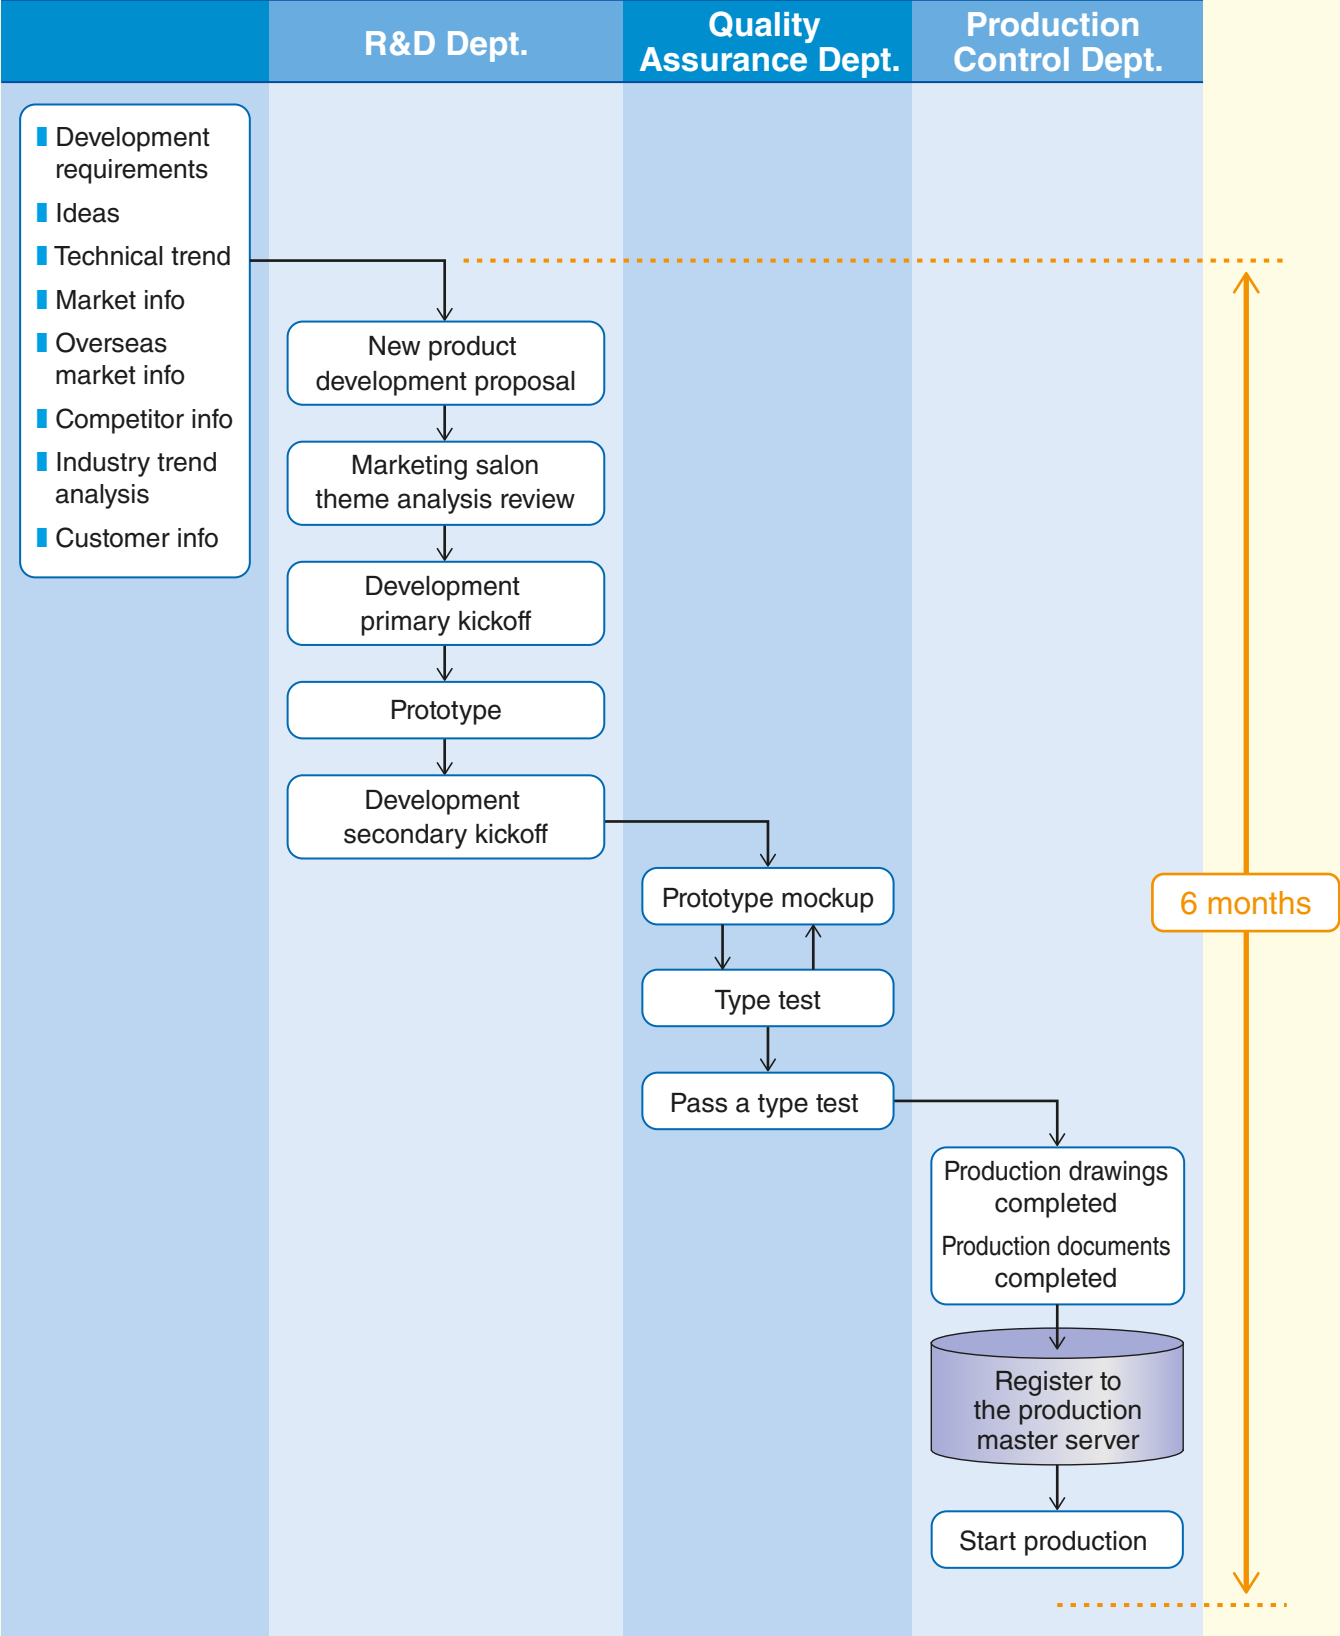 R&D Dept.
Quality
Assurance Dept.
Production
Control Dept.
Development
requirements
Ideas
Technical trend
Market info
Overseas
market info
Competitor info
Industry trend
analysis
Customer info
New product
development proposal
Marketing salon
theme analysis review
Development
primary kickoff
Prototype
Development
secondary kickoff
Prototype mockup
Type test
Pass a type test
Production drawings
completed
Production documents
completed
Register to
the production
master server
Start production
6 months